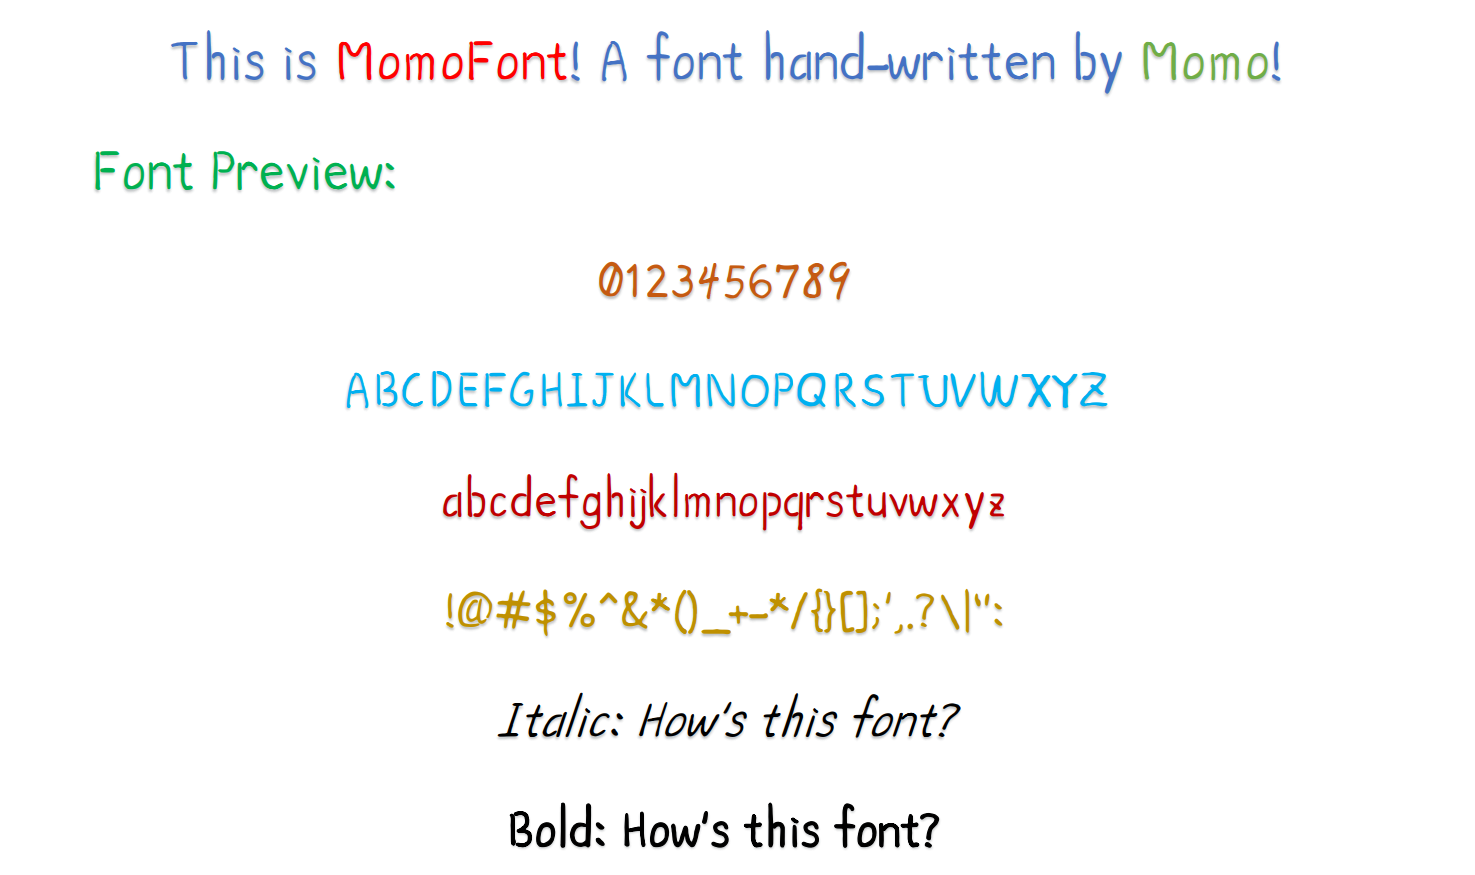 This is MomoFont! A font hand-written by Momo!
Font Preview:
0123456789
ABCDEFGHIJKLMNOPQRSTUVWXYZ
abcdefghijklmnopqrstuvwxyz
!@#$%^&*()_+-*/{}[];',.?\|":
Italic: How's this font?
Bold: How's this font?